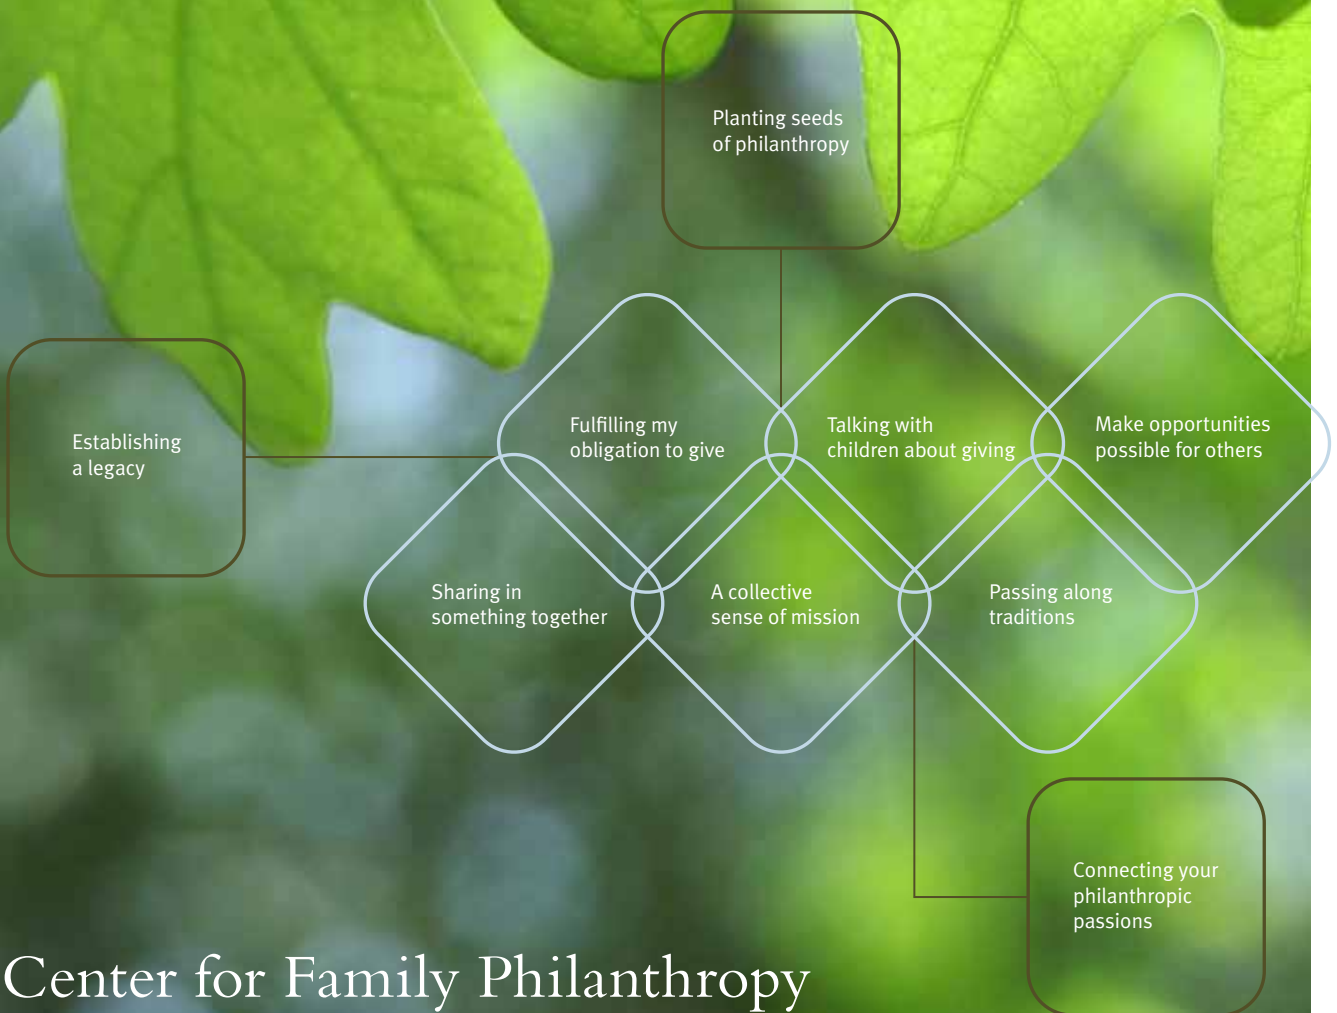 Planting seeds
of philanthropy
Establishing
a legacy
Fulfilling my
obligation to give
Talking with
children about giving
Make opportunities
possible for others
Sharing in
something together
A collective
sense of mission
Passing along
traditions
Connecting your
philanthropic
passions
Center for Family Philanthropy